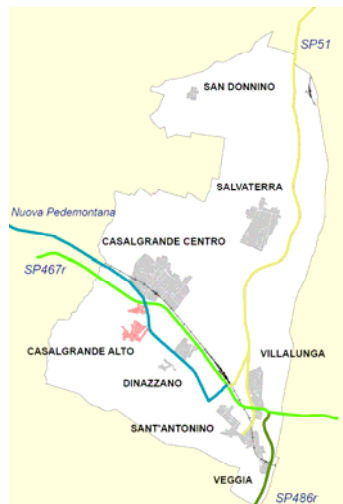 SP51
SAN DONNINO
SALVATERRA
Nuova Pedemontana
CASALGRANDE CENTRO
SP467r
CASALGRANDE ALTO
VILLALUNGA
DINAZZANO
SANT'ANTONINO
VEGGIA
SP486r